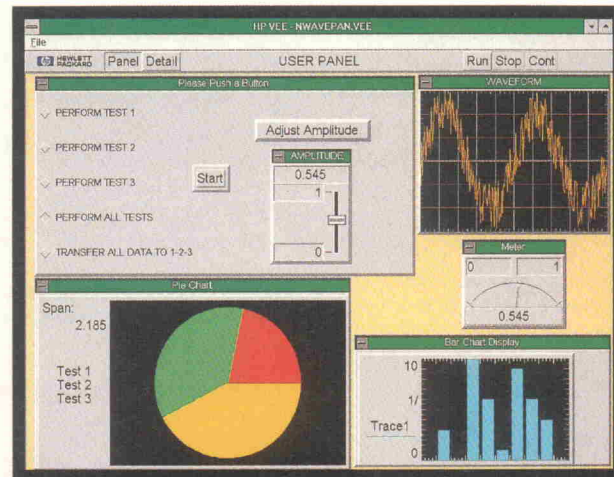 HP VEE - NWAVEPAN.VEE
File
HEWLETT PACKARD Panel Detail USER PANEL Run Stop Cont
Please Push a Button
PERFORM TEST 1
PERFORM TEST 2
PERFORM TEST 3
PERFORM ALL TESTS
TRANSFER ALL DATA TO 1-2-3
Start
Adjust Amplitude
AMPLITUDE
0.545
1
0
WAVEFORM
Meter
0 1
0.545
Pie Chart
Span:
2.185
Test 1
Test 2
Test 3
Bar Chart Display
10
1/
Trace1
0